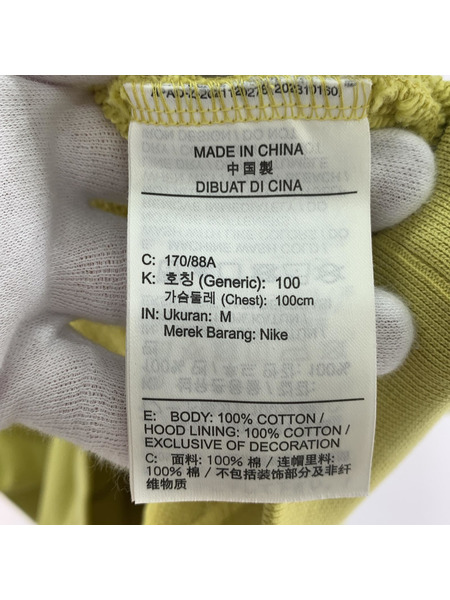 MADE IN CHINA
中国製
DIBUAT DI CINA
C: 170/88A
K: 호칭 (Generic): 100
가슴둘레 (Chest): 100cm
IN: Ukuran: M
Merek Barang: Nike
E: BODY: 100% COTTON /
HOOD LINING: 100% COTTON /
EXCLUSIVE OF DECORATION
C: 面料: 100% 棉 / 连帽里料:
100% 棉 / 不包括装饰部分及非纤
维物质